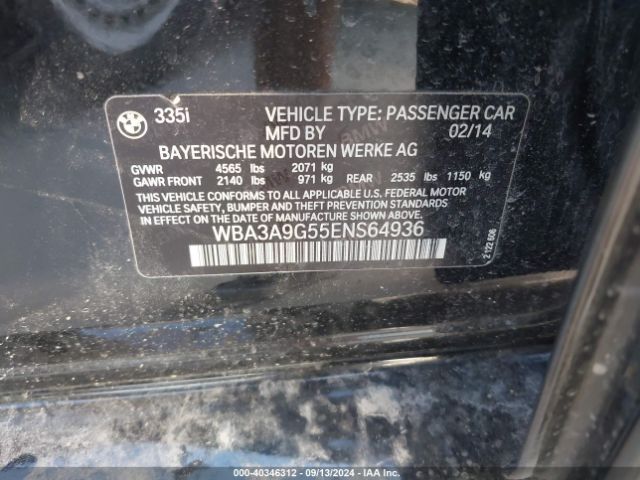 335i VEHICLE TYPE: PASSENGER CAR
MFD BY 02/14
BAYERISCHE MOTOREN WERKE AG
GVWR 4565 lbs 2071 kg
GAWR FRONT 2140 lbs 971 kg REAR 2535 lbs 1150 kg
THIS VEHICLE CONFORMS TO ALL APPLICABLE U.S. FEDERAL MOTOR
VEHICLE SAFETY, BUMPER AND THEFT PREVENTION STANDARDS
IN EFFECT ON THE DATE OF MANUFACTURE SHOWN ABOVE.
WBA3A9G55ENS64936
2 122 606
000-40346312 - 09/13/2024 - IAA Inc.